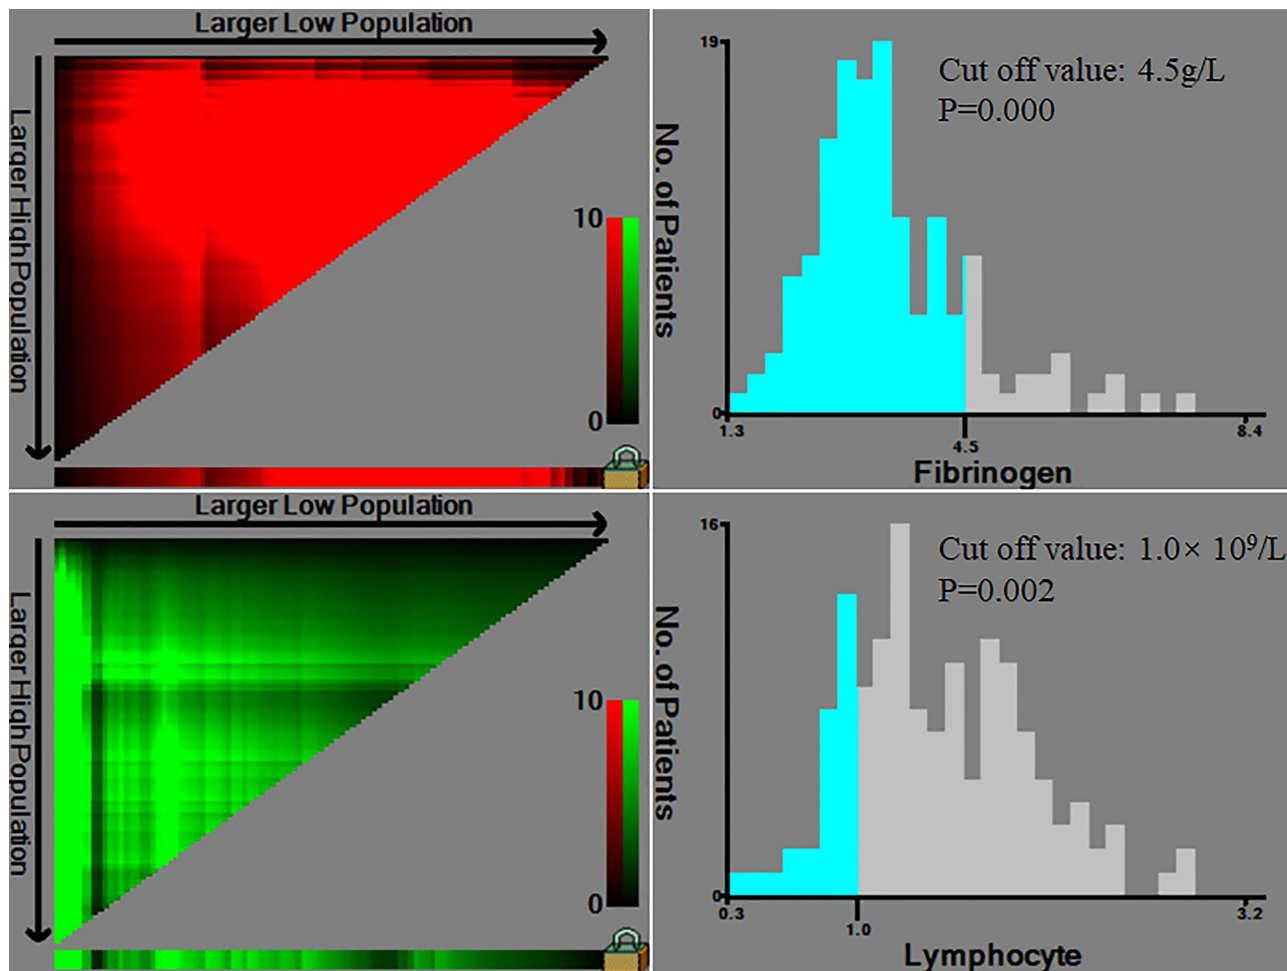 Larger Low Population
Larger High Population
10
0
19
Cut off value: 4.5g/L
P=0.000
No. of Patients
0
1.3
4.5
8.4
Fibrinogen
Larger Low Population
Larger High Population
10
0
16
Cut off value: 1.0× 10⁹/L
P=0.002
No. of Patients
0
0.3
1.0
3.2
Lymphocyte